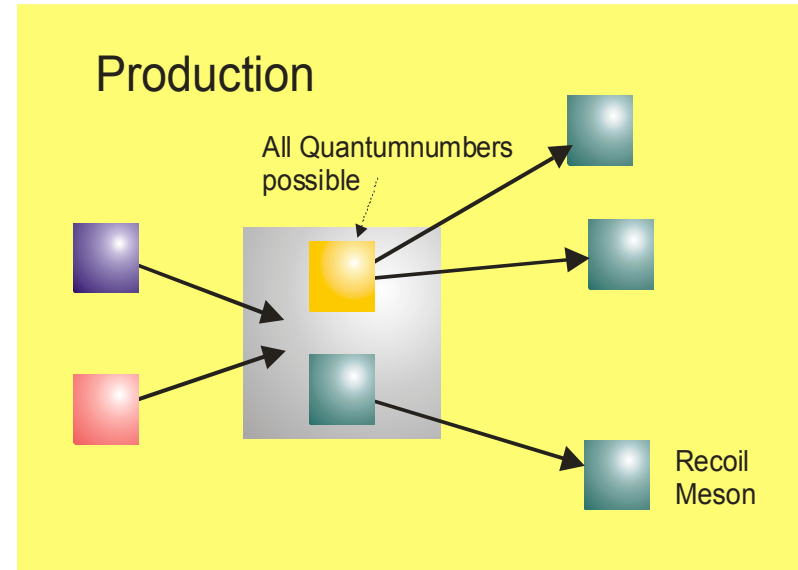 Production
All Quantumnumbers
possible
Recoil
Meson